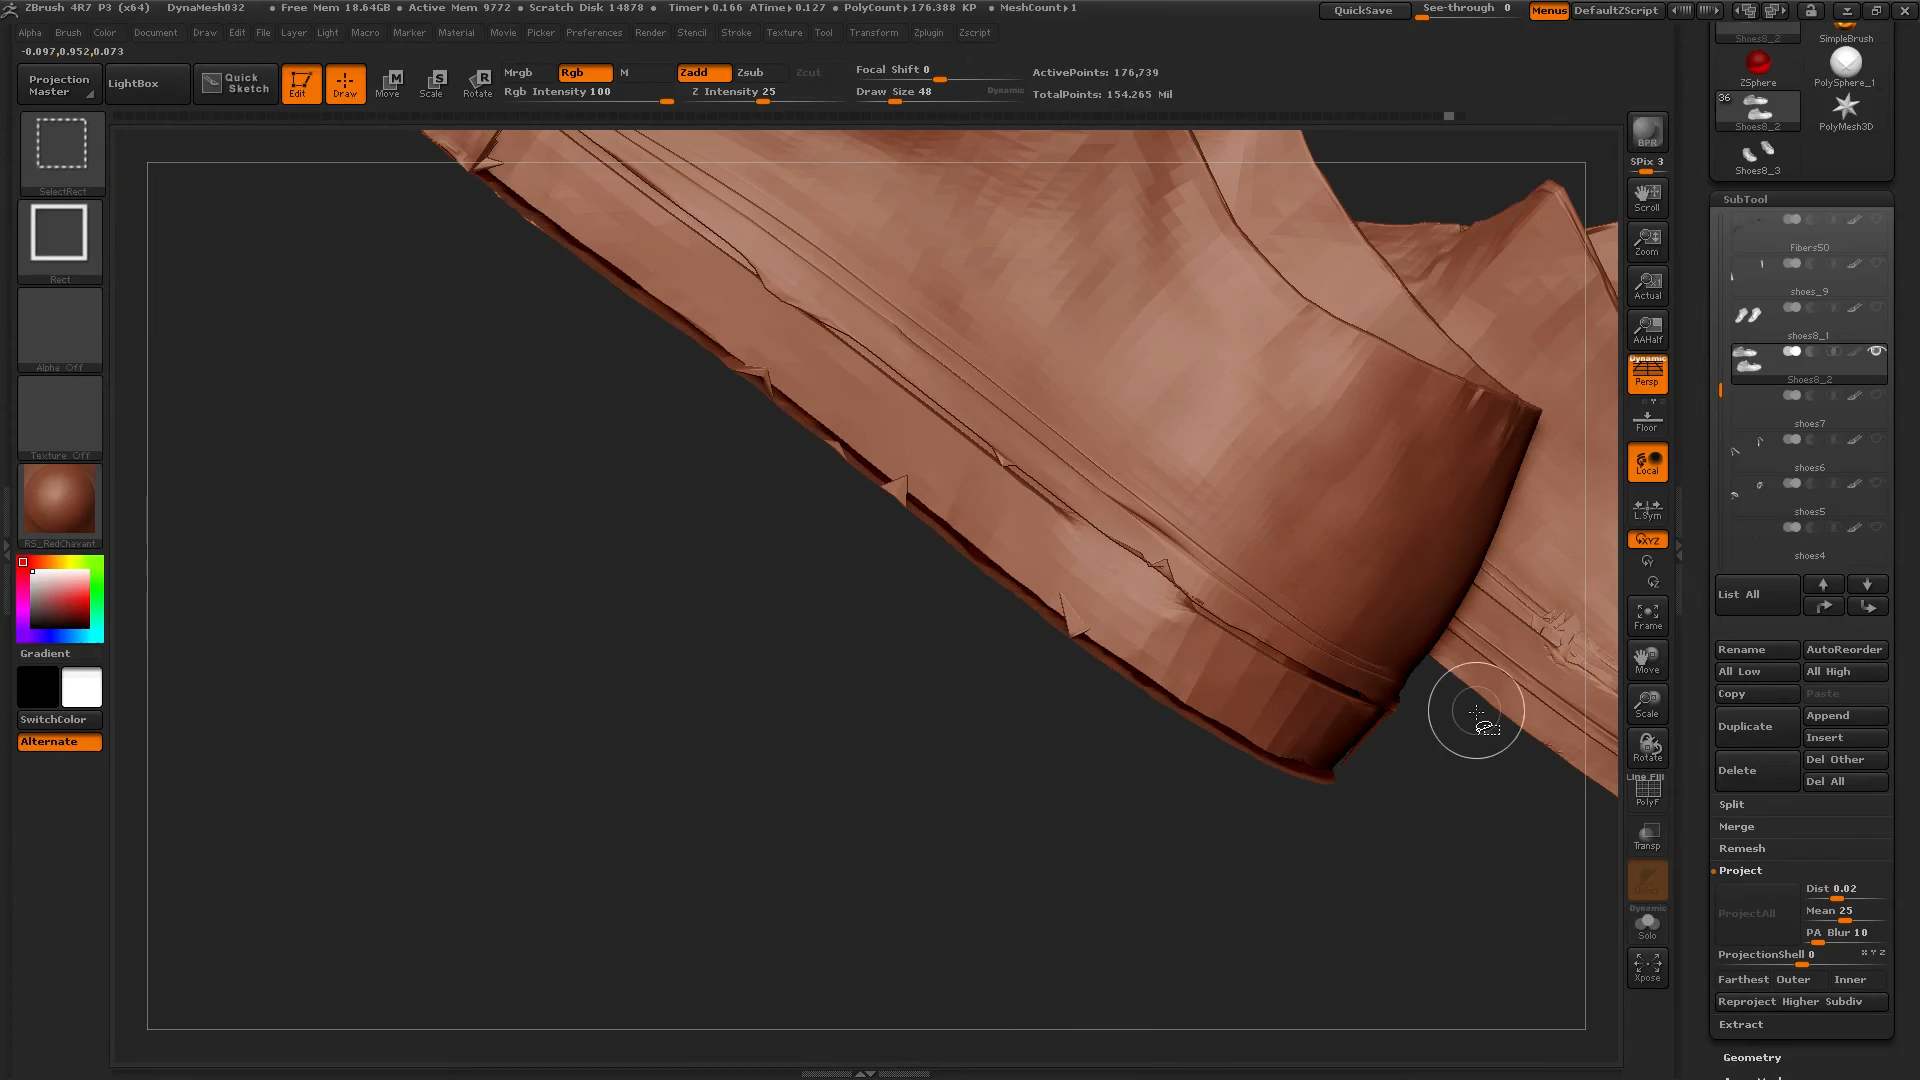 ZBrush 4R7 P3 (x64) DynaMesh032 • Free Mem 18.64GB • Active Mem 9772 • Scratch Disk 14878 • Timer▸0.166 ATime▸0.127 • PolyCount▸176.388 KP • MeshCount▸1 QuickSave See-through 0 Menus DefaultZScript
Alpha Brush Color Document Draw Edit File Layer Light Macro Marker Material Movie Picker Preferences Render Stencil Stroke Texture Tool Transform Zplugin Zscript
-0.097,0.952,0.073
Projection Master
LightBox
Quick Sketch
Edit
Draw
Move
Scale
Rotate
Mrgb Rgb M
Rgb Intensity 100
Zadd Zsub Zcut
Z Intensity 25
Focal Shift 0
Draw Size 48 Dynamic
ActivePoints: 176,739
TotalPoints: 154.265 Mil
SelectRect
Rect
Alpha Off
Texture Off
RS_RedChavant
Gradient
SwitchColor
Alternate
BPR
SPix 3
Scroll
Zoom
Actual
AAHalf
Dynamic
Persp
Floor
Local
L.Sym
XYZ
Y
Z
Frame
Move
Scale
Rotate
Line Fill
PolyF
Transp
Dynamic
Solo
Xpose
Shoes8_2 SimpleBrush
ZSphere PolySphere_1
36
Shoes8_2 PolyMesh3D
Shoes8_3
SubTool
Fibers50
shoes_9
shoes8_1
Shoes8_2
shoes7
shoes6
shoes5
shoes4
List All
Rename AutoReorder
All Low All High
Copy Paste
Duplicate Append
Insert
Delete Del Other
Del All
Split
Merge
Remesh
Project
ProjectAll Dist 0.02
Mean 25
PA Blur 10
ProjectionShell 0 X Y Z
Farthest Outer Inner
Reproject Higher Subdiv
Extract
Geometry